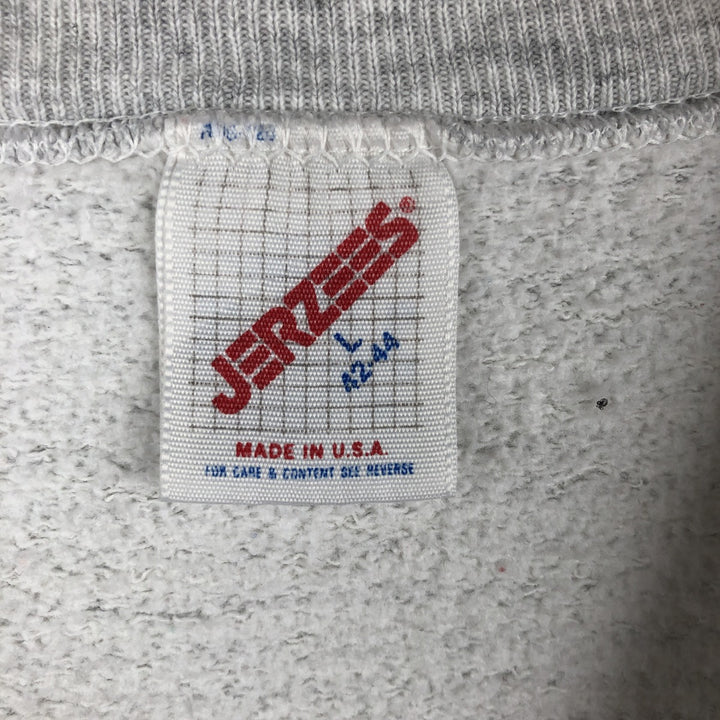 JERZEES®
L
42-44
MADE IN U.S.A.
FOR CARE & CONTENT SEE REVERSE